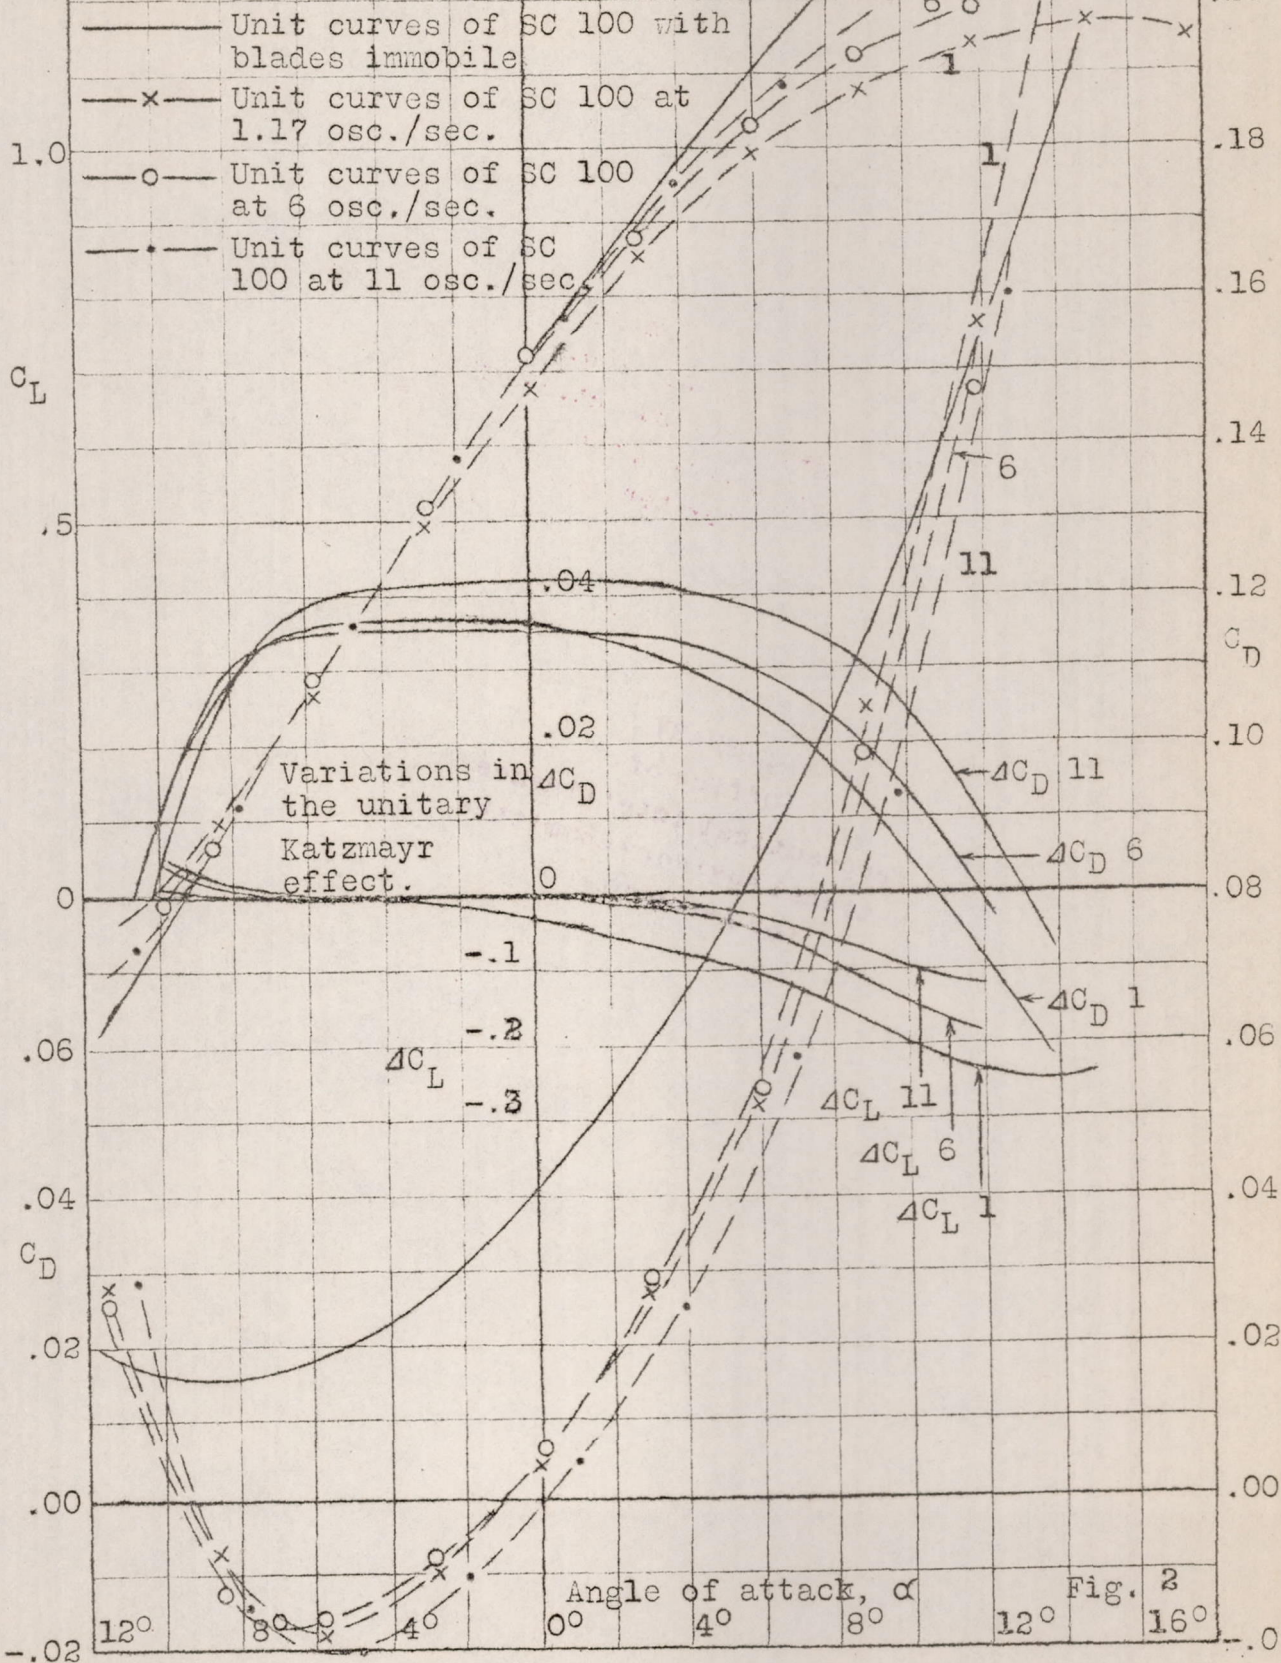 Unit curves of SC 100 with
blades immobile
Unit curves of SC 100 at
1.17 osc./sec.
Unit curves of SC 100
at 6 osc./sec.
Unit curves of SC
100 at 11 osc./sec.
1.0
C_L
.5
0
.06
.04
C_D
.02
.00
-.02
.18
.16
.14
.12
C_D
.10
.08
.06
.04
.02
.00
-.0
1
1
6
11
.04
.02
ΔC_D
0
Variations in
the unitary
Katzmayr
effect.
-.1
-.2
-.3
ΔC_L
ΔC_D 11
ΔC_D 6
ΔC_D 1
ΔC_L 11
ΔC_L 6
ΔC_L 1
Angle of attack, α
Fig. 2
12° 8° 4° 0° 4° 8° 12° 16°